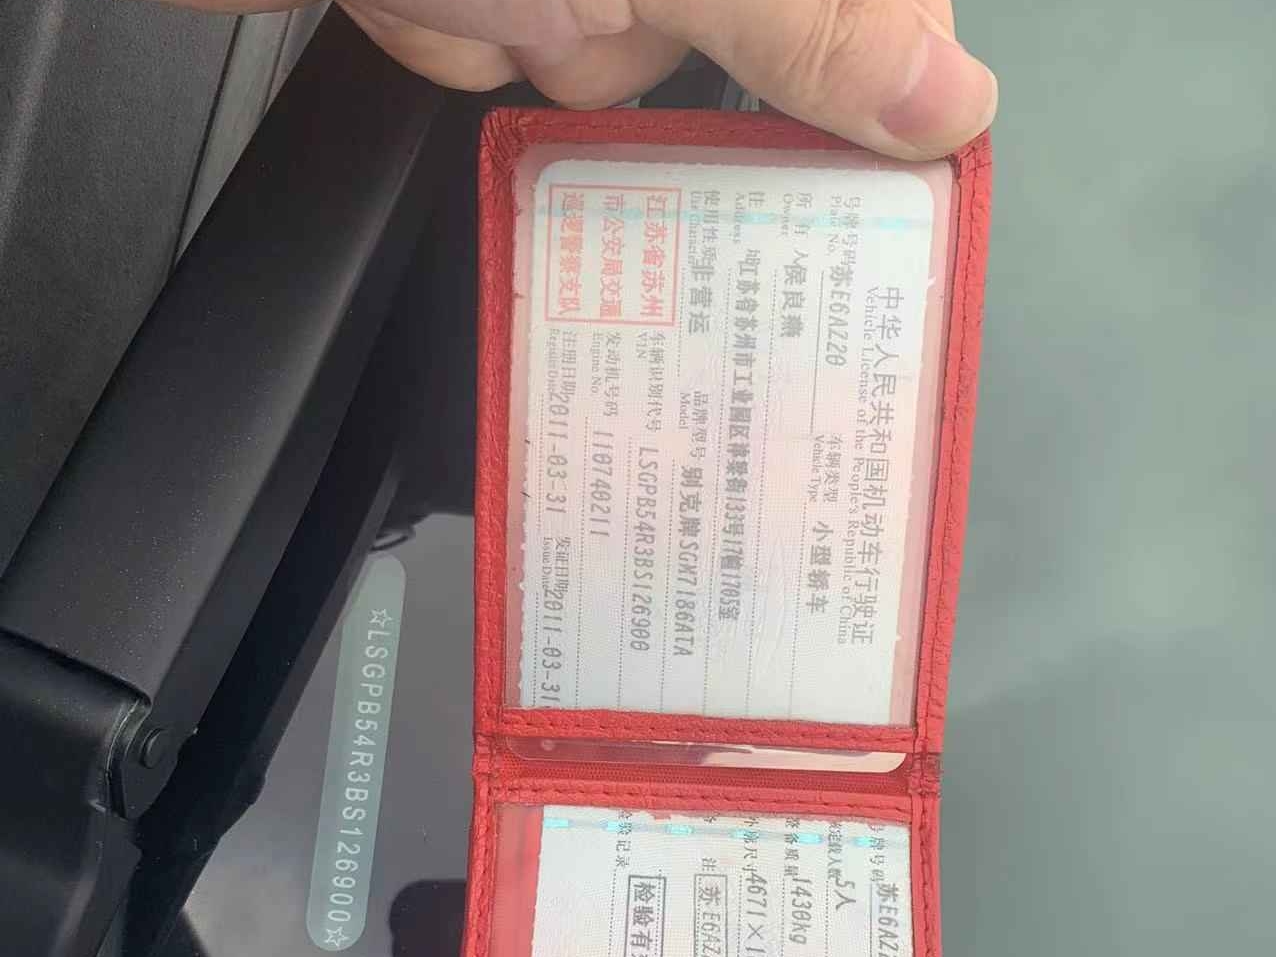 中华人民共和国机动车行驶证
Vehicle License of the People's Republic of China
号牌号码 苏E6AZ20 车辆类型 小型轿车
Plate No. Vehicle Type
所有人 侯良燕
Owner
住址 江苏省苏州市工业园区 街133号17幢1705室
Address
使用性质 非营运 品牌型号 别克牌SGM7186ATA
Use Character Model
江苏省苏州
市公安局交通
巡逻警察支队
车辆识别代号 LSGPB54R3BS126900
VIN
发动机号码 110740211
Engine No.
注册日期 2011-03-31 发证日期 2011-03-31
Register Date Issue Date
号牌号码 苏E6AZ
核定载人数 5人
整备质量 1430kg
外廓尺寸 4671×1
备注 苏E6AZ
检验记录 检验有
☆LSGPB54R3BS126900☆